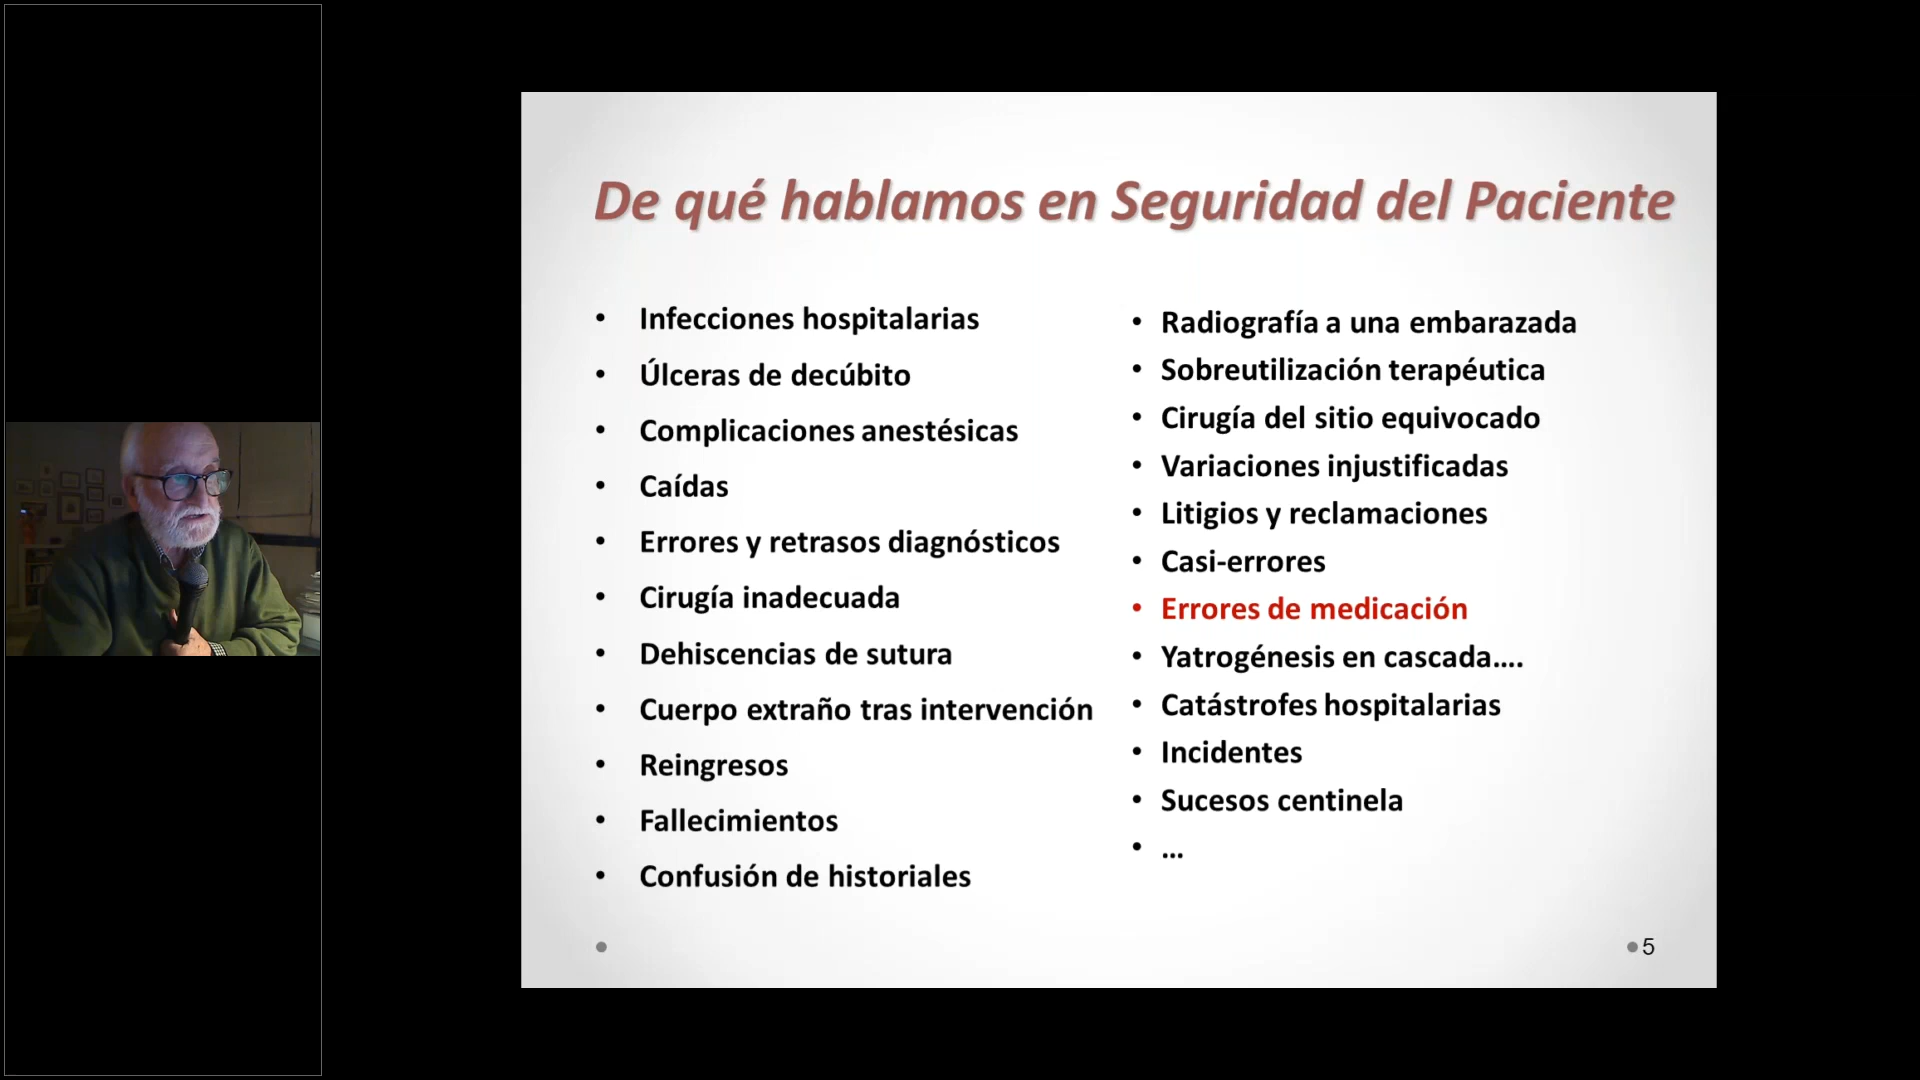 De qué hablamos en Seguridad del Paciente
• Infecciones hospitalarias
• Úlceras de decúbito
• Complicaciones anestésicas
• Caídas
• Errores y retrasos diagnósticos
• Cirugía inadecuada
• Dehiscencias de sutura
• Cuerpo extraño tras intervención
• Reingresos
• Fallecimientos
• Confusión de historiales
• Radiografía a una embarazada
• Sobreutilización terapéutica
• Cirugía del sitio equivocado
• Variaciones injustificadas
• Litigios y reclamaciones
• Casi-errores
• Errores de medicación
• Yatrogénesis en cascada....
• Catástrofes hospitalarias
• Incidentes
• Sucesos centinela
• ...
5